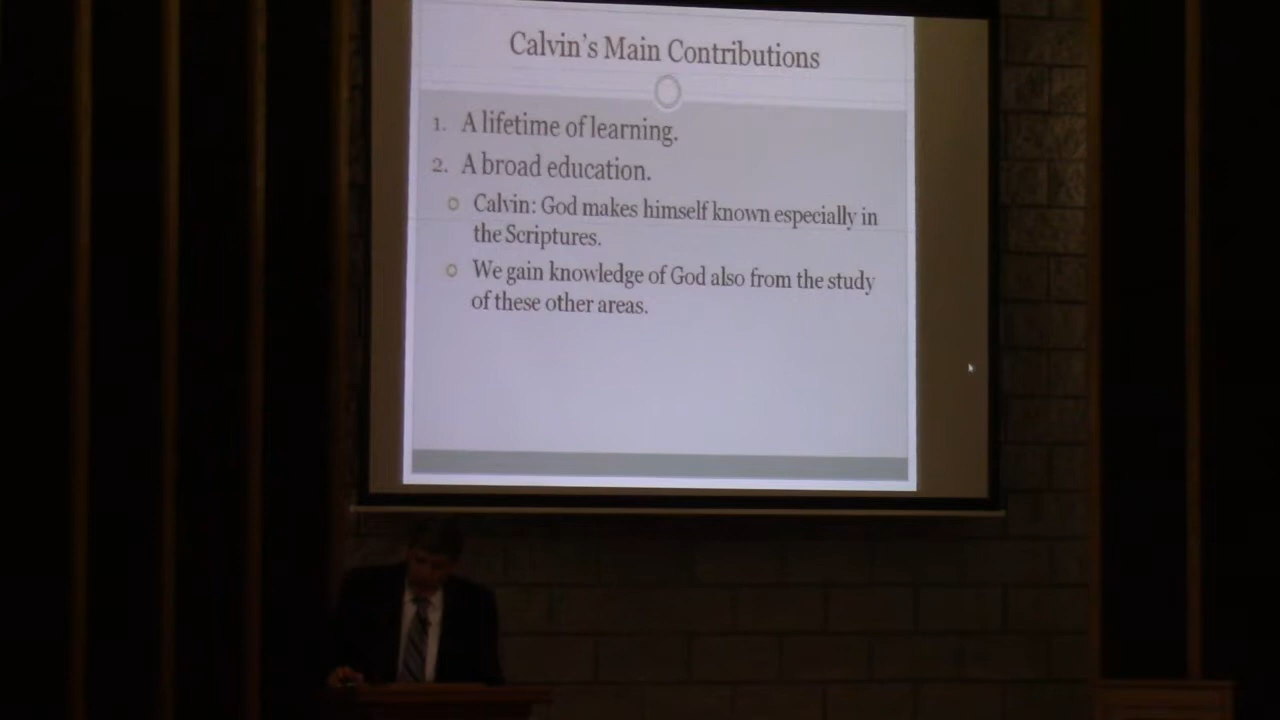 Calvin's Main Contributions
1. A lifetime of learning.
2. A broad education.
Calvin: God makes himself known especially in
the Scriptures.
We gain knowledge of God also from the study
of these other areas.